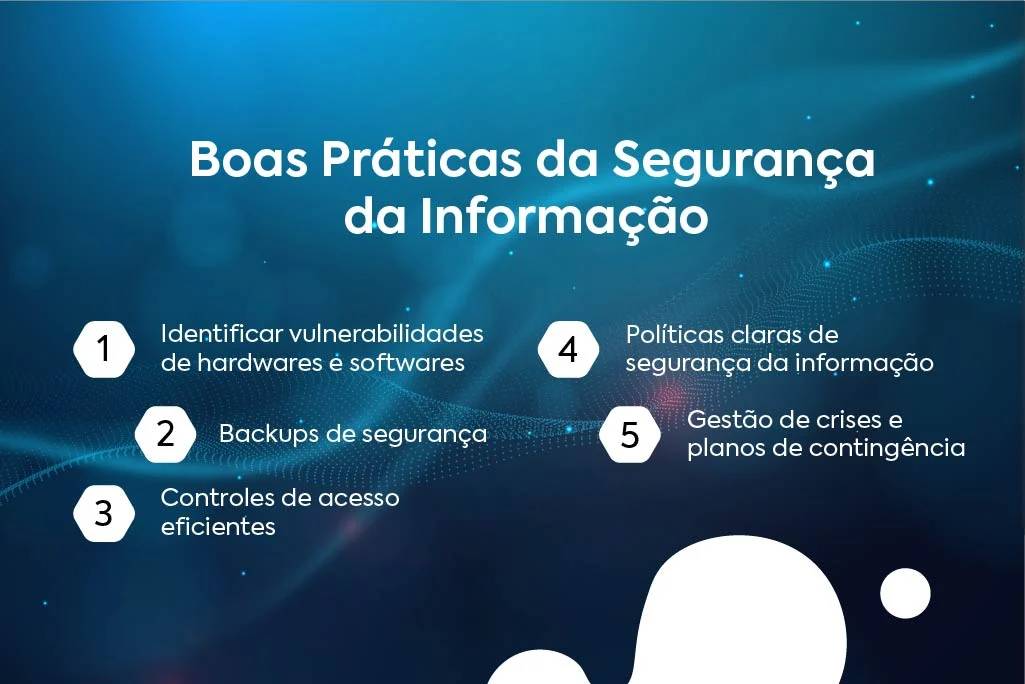 Boas Práticas da Segurança
da Informação
1
Identificar vulnerabilidades
de hardwares e softwares
2
Backups de segurança
3
Controles de acesso
eficientes
4
Políticas claras de
segurança da informação
5
Gestão de crises e
planos de contingência